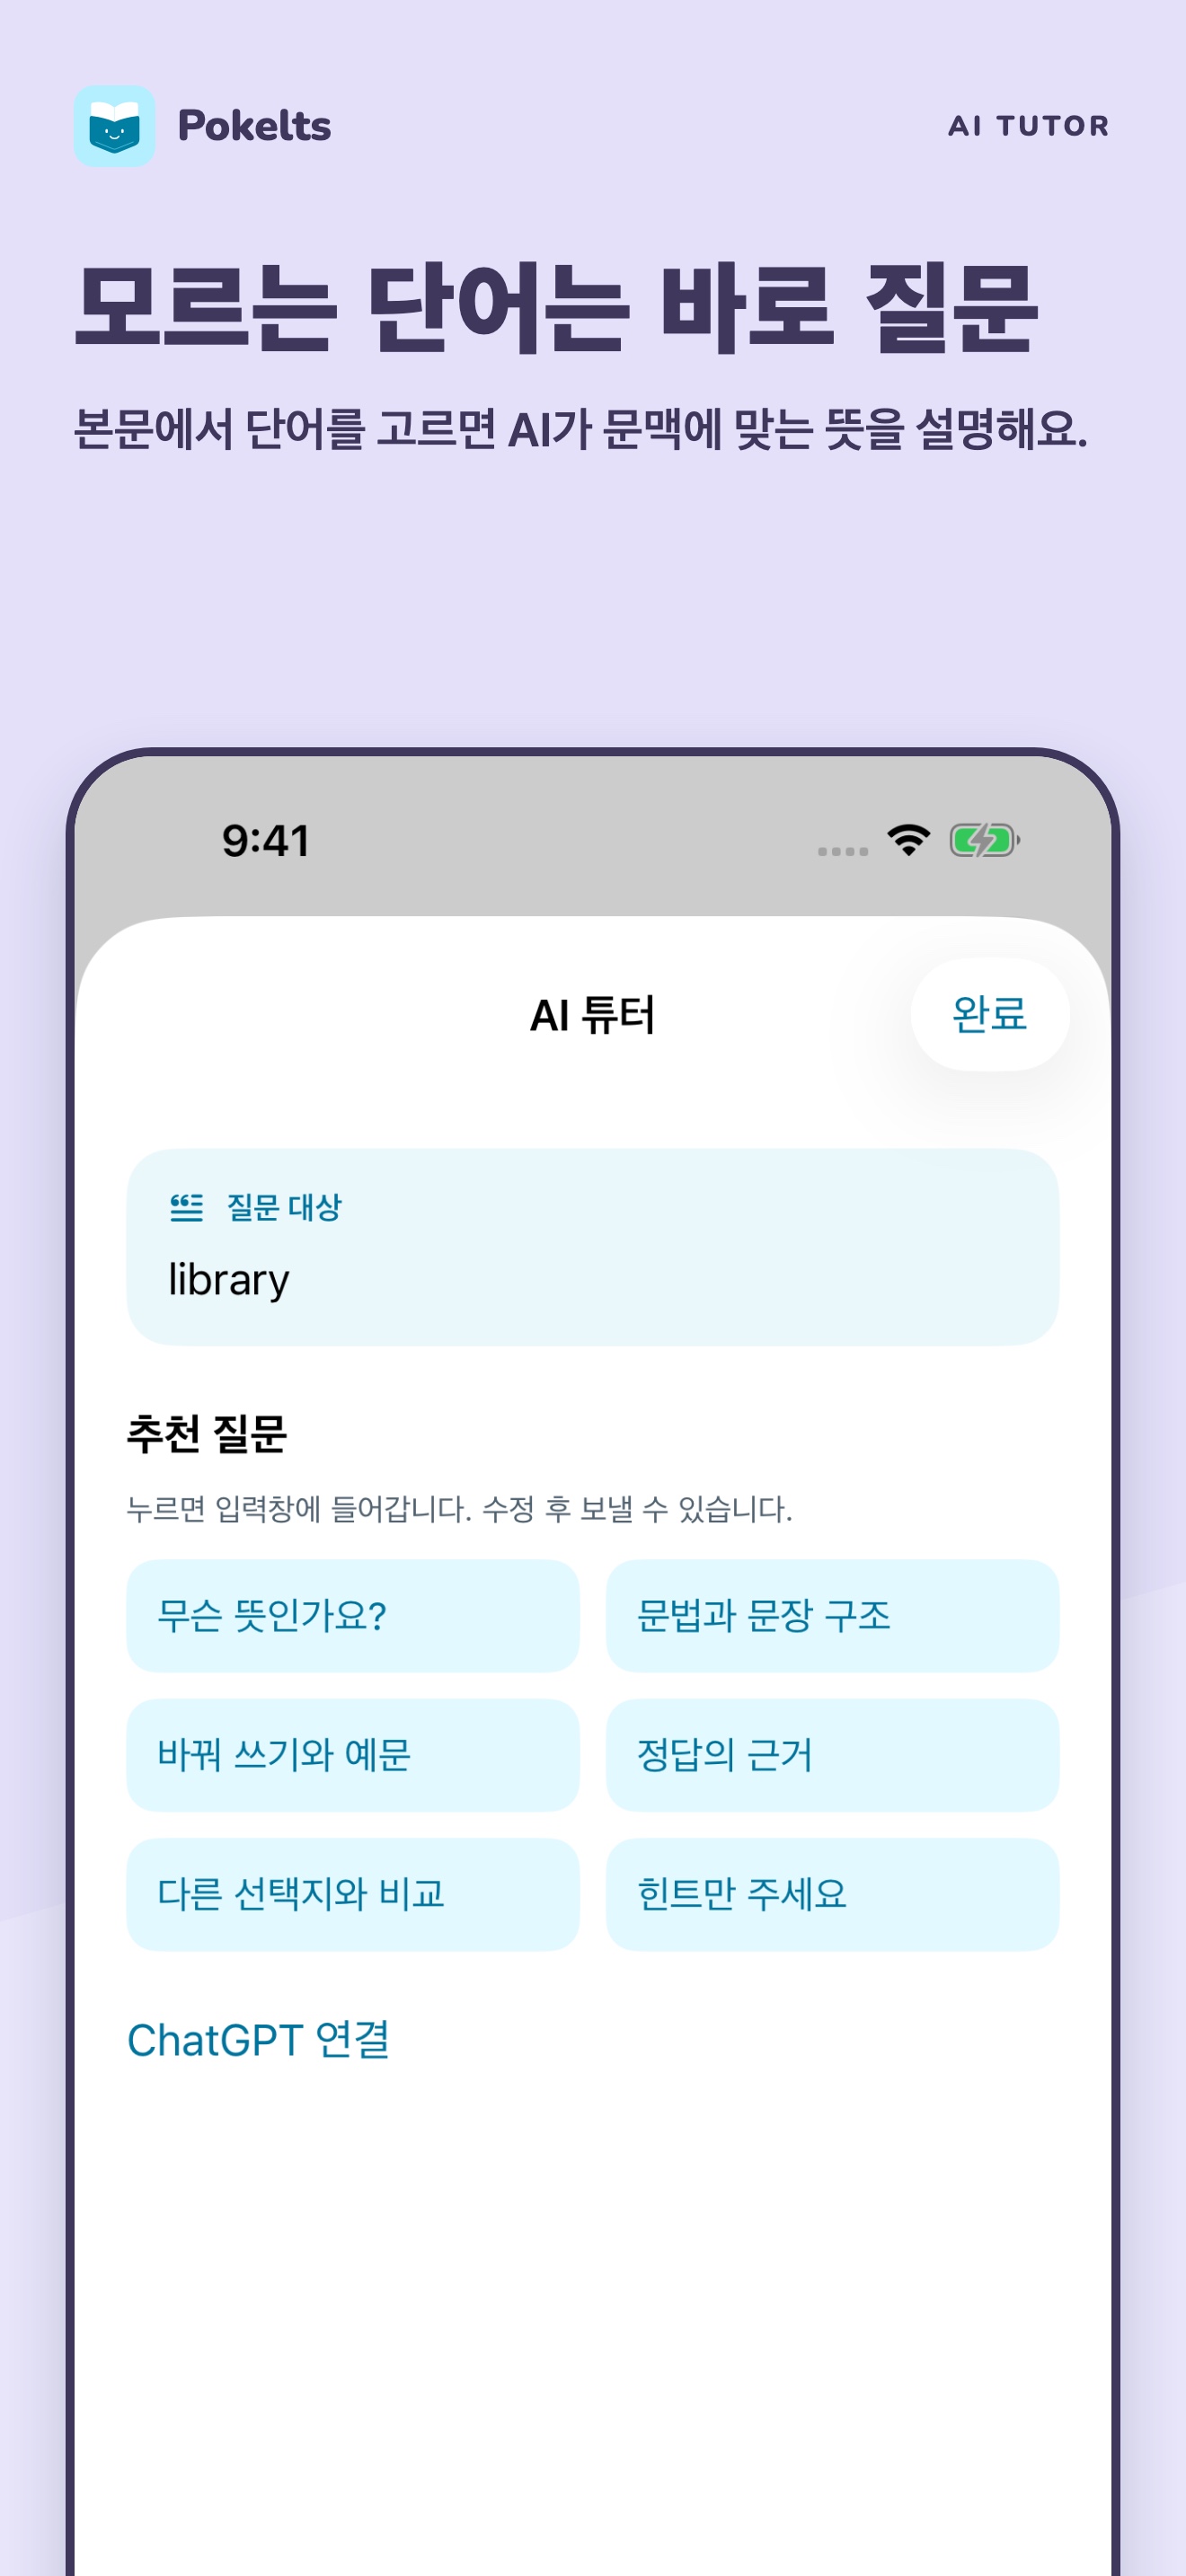 Pokelts
AI TUTOR
모르는 단어는 바로 질문
본문에서 단어를 고르면 AI가 문맥에 맞는 뜻을 설명해요.
9:41
AI 튜터
완료
질문 대상
library
추천 질문
누르면 입력창에 들어갑니다. 수정 후 보낼 수 있습니다.
무슨 뜻인가요?
문법과 문장 구조
바꿔 쓰기와 예문
정답의 근거
다른 선택지와 비교
힌트만 주세요
ChatGPT 연결